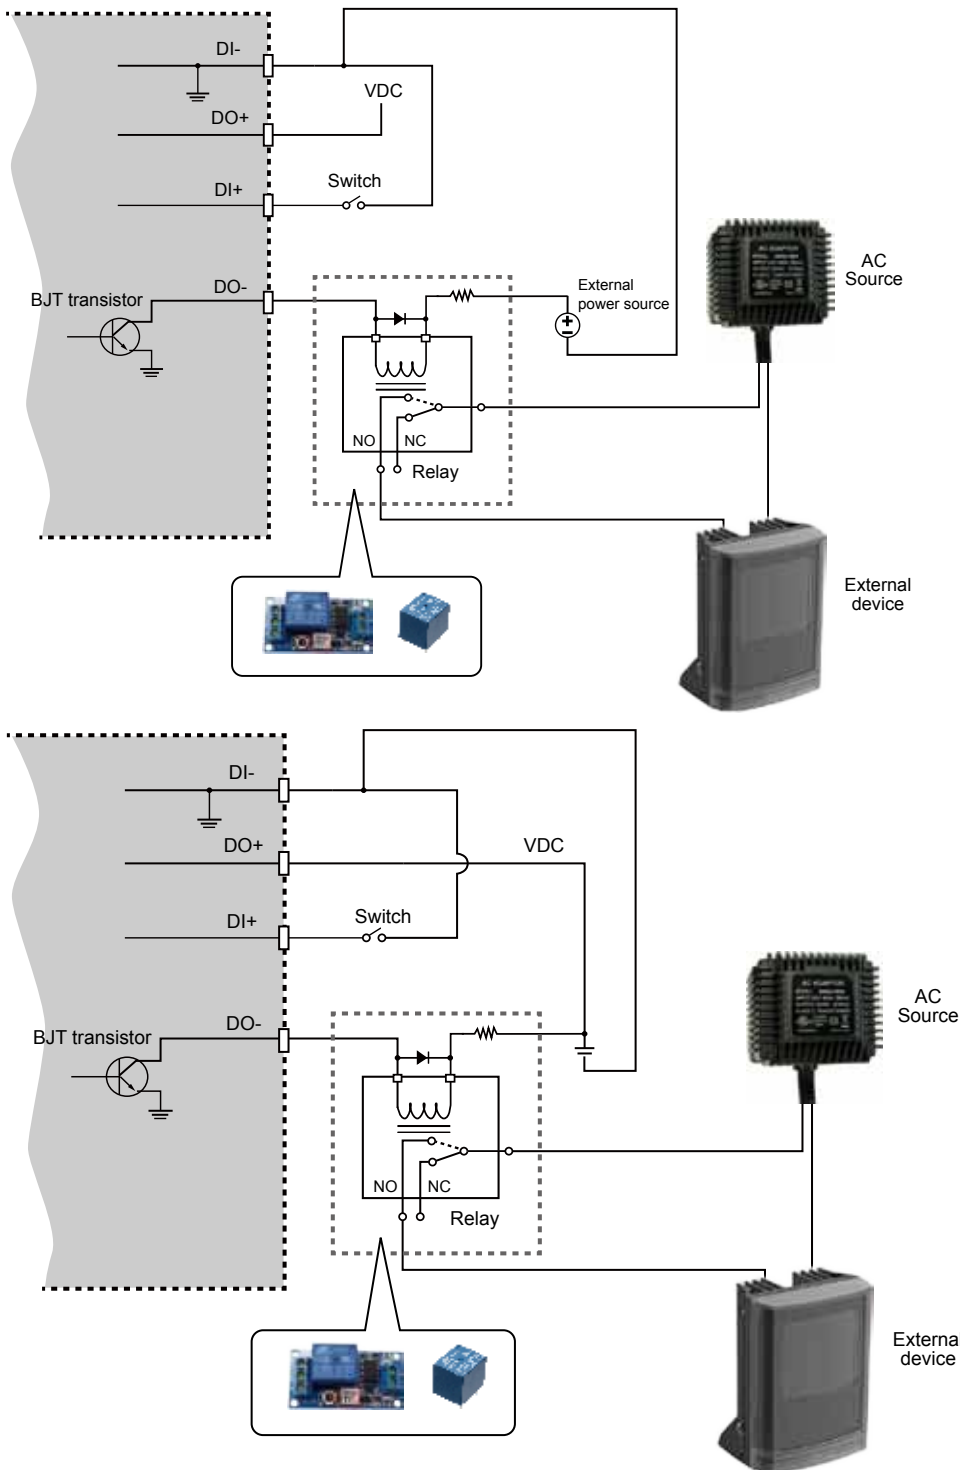 DI-
VDC
DO+
Switch
DI+
DO-
BJT transistor
External
power source
AC
Source
NO
NC
Relay
External
device
DI-
DO+
VDC
DI+
Switch
DO-
BJT transistor
AC
Source
NO
NC
Relay
External
device